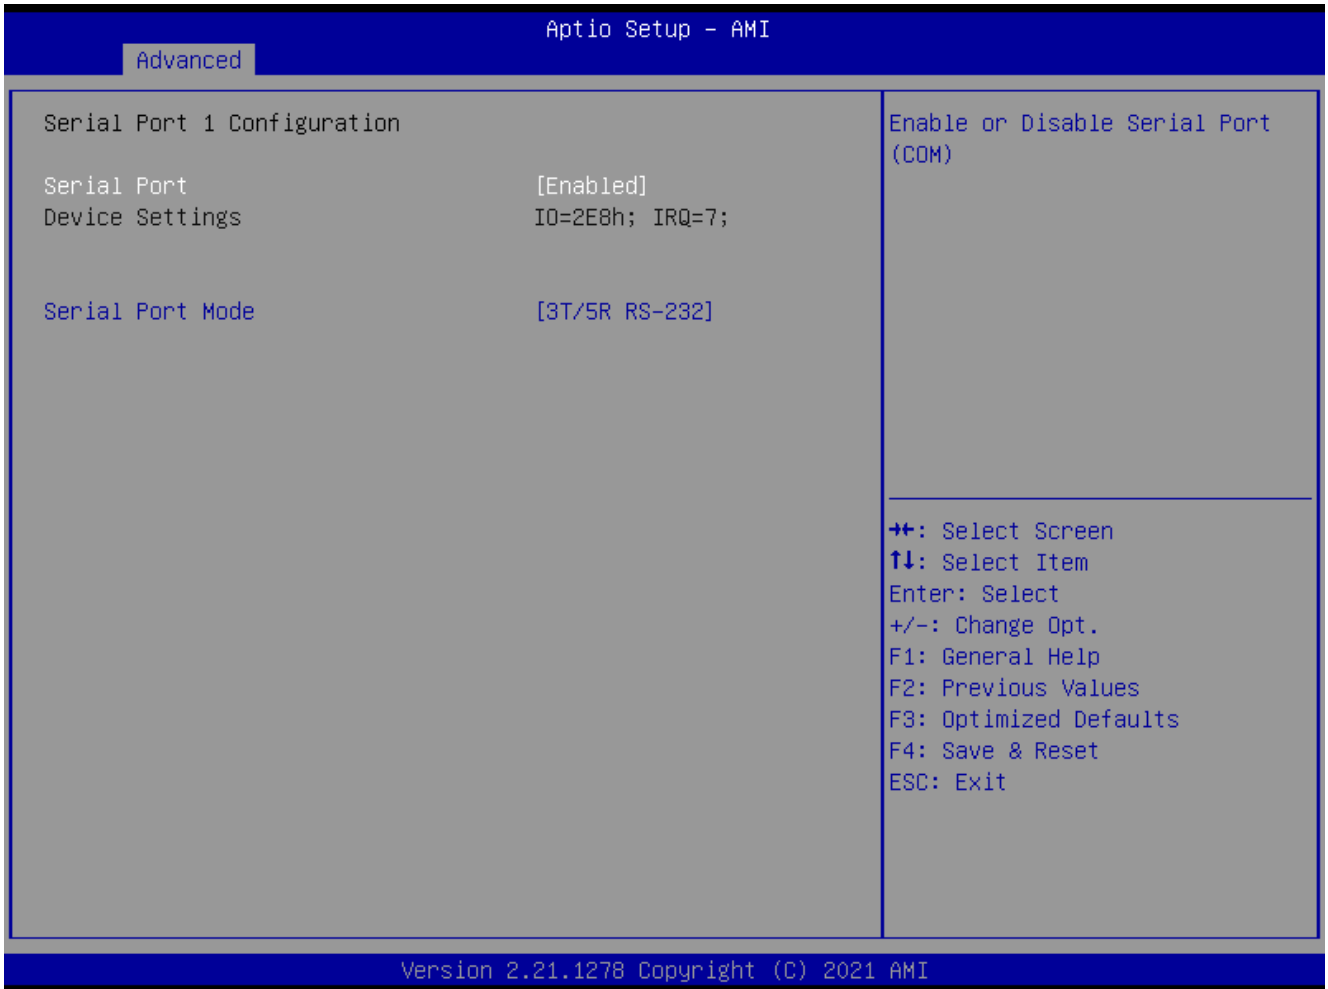 Aptio Setup – AMI
Advanced
Serial Port 1 Configuration
Serial Port [Enabled]
Device Settings IO=2E8h; IRQ=7;
Serial Port Mode [3T/5R RS-232]
Enable or Disable Serial Port
(COM)
→←: Select Screen
↑↓: Select Item
Enter: Select
+/-: Change Opt.
F1: General Help
F2: Previous Values
F3: Optimized Defaults
F4: Save & Reset
ESC: Exit
Version 2.21.1278 Copyright (C) 2021 AMI